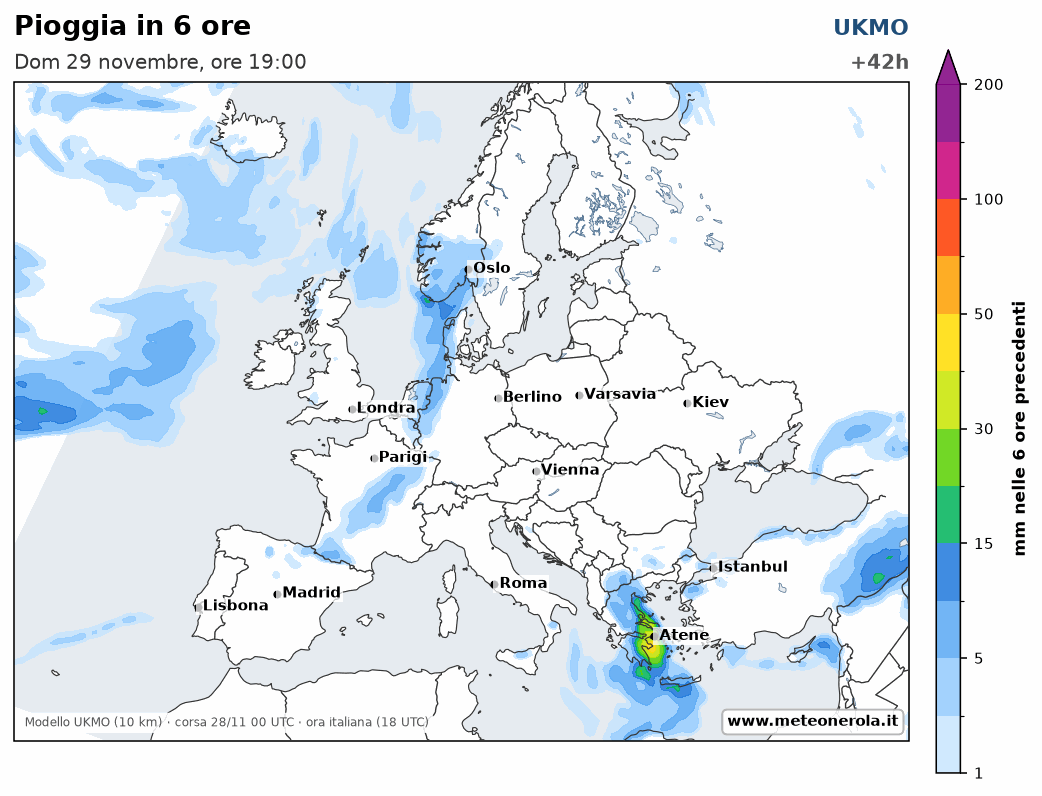 Pioggia in 6 ore
UKMO
Dom 29 novembre, ore 19:00
+42h
200
100
50
30
15
5
1
mm nelle 6 ore precedenti
Oslo
Londra
Berlino
Varsavia
Kiev
Parigi
Vienna
Istanbul
Roma
Madrid
Lisbona
Atene
Modello UKMO (10 km) · corsa 28/11 00 UTC · ora italiana (18 UTC)
www.meteonerola.it